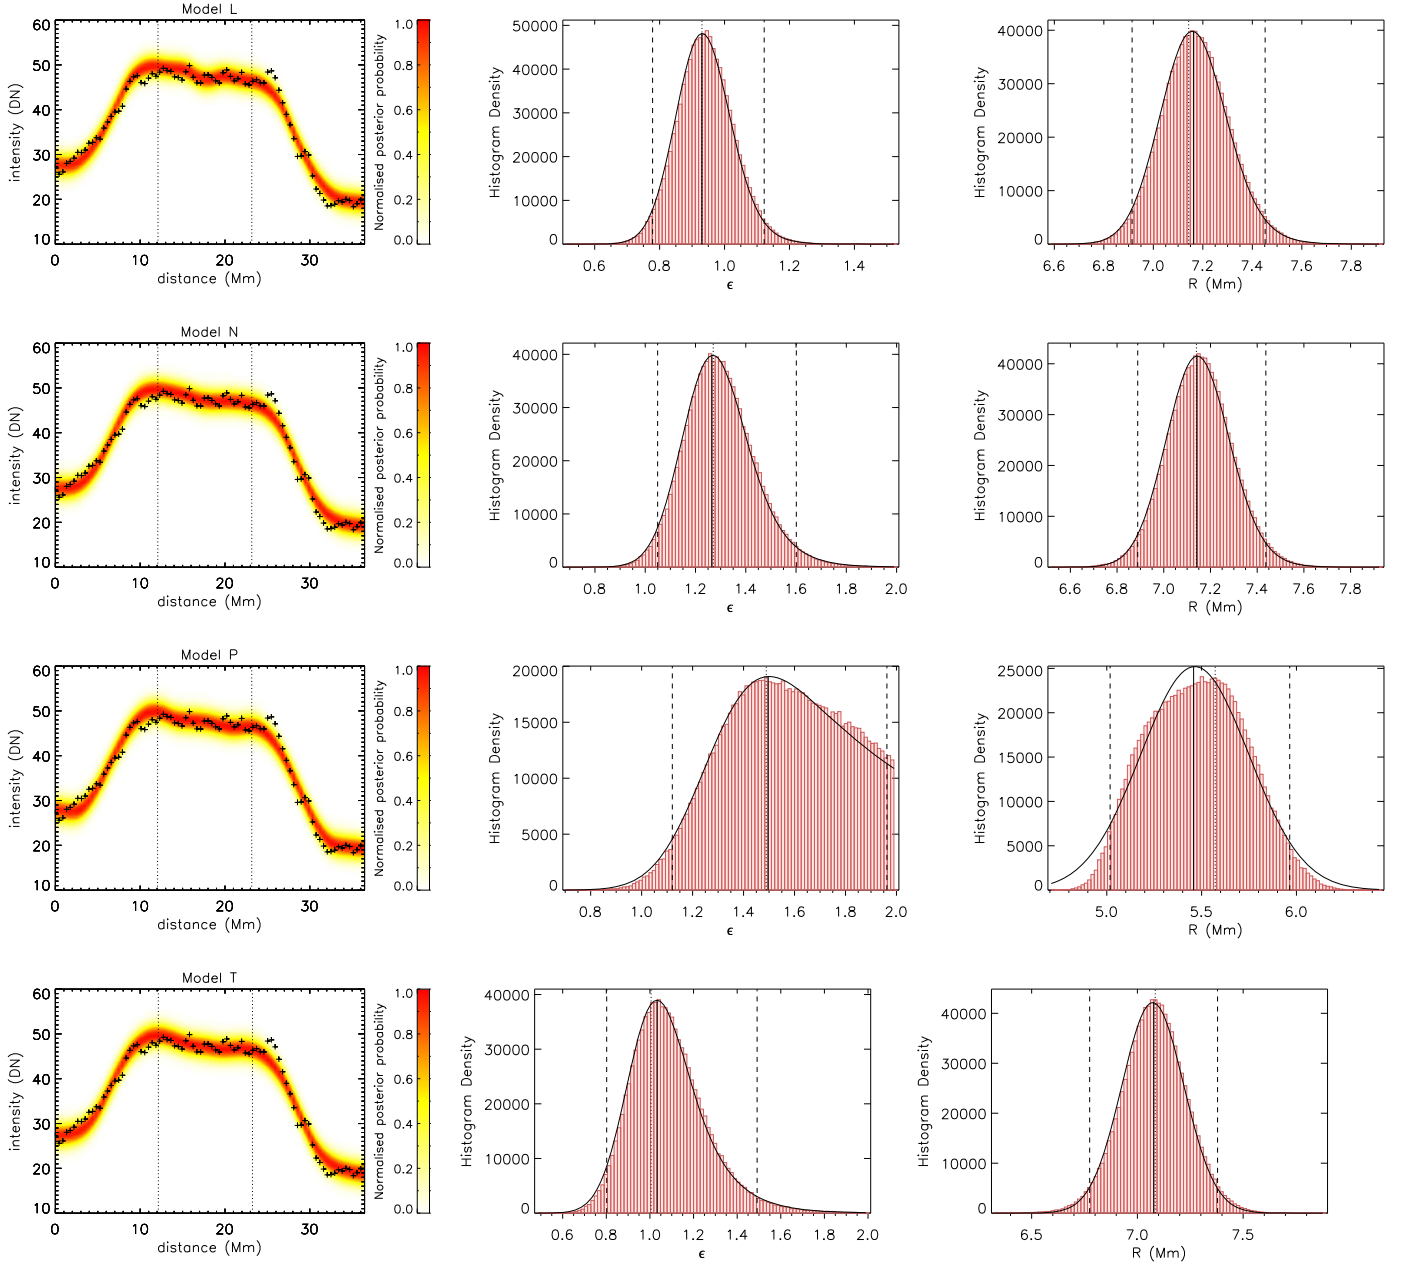 Model L
60
50
40
30
20
10
intensity (DN)
0 10 20 30
distance (Mm)
1.0
0.8
0.6
0.4
0.2
0.0
Normalised posterior probability
50000
40000
30000
20000
10000
0
Histogram Density
0.6 0.8 1.0 1.2 1.4
ϵ
40000
30000
20000
10000
0
Histogram Density
6.6 6.8 7.0 7.2 7.4 7.6 7.8
R (Mm)
Model N
60
50
40
30
20
10
intensity (DN)
0 10 20 30
distance (Mm)
1.0
0.8
0.6
0.4
0.2
0.0
Normalised posterior probability
40000
30000
20000
10000
0
Histogram Density
0.8 1.0 1.2 1.4 1.6 1.8 2.0
ϵ
40000
30000
20000
10000
0
Histogram Density
6.6 6.8 7.0 7.2 7.4 7.6 7.8
R (Mm)
Model P
60
50
40
30
20
10
intensity (DN)
0 10 20 30
distance (Mm)
1.0
0.8
0.6
0.4
0.2
0.0
Normalised posterior probability
20000
15000
10000
5000
0
Histogram Density
0.8 1.0 1.2 1.4 1.6 1.8 2.0
ϵ
25000
20000
15000
10000
5000
0
Histogram Density
5.0 5.5 6.0
R (Mm)
Model T
60
50
40
30
20
10
intensity (DN)
0 10 20 30
distance (Mm)
1.0
0.8
0.6
0.4
0.2
0.0
Normalised posterior probability
40000
30000
20000
10000
0
Histogram Density
0.6 0.8 1.0 1.2 1.4 1.6 1.8 2.0
ϵ
40000
30000
20000
10000
0
Histogram Density
6.5 7.0 7.5
R (Mm)